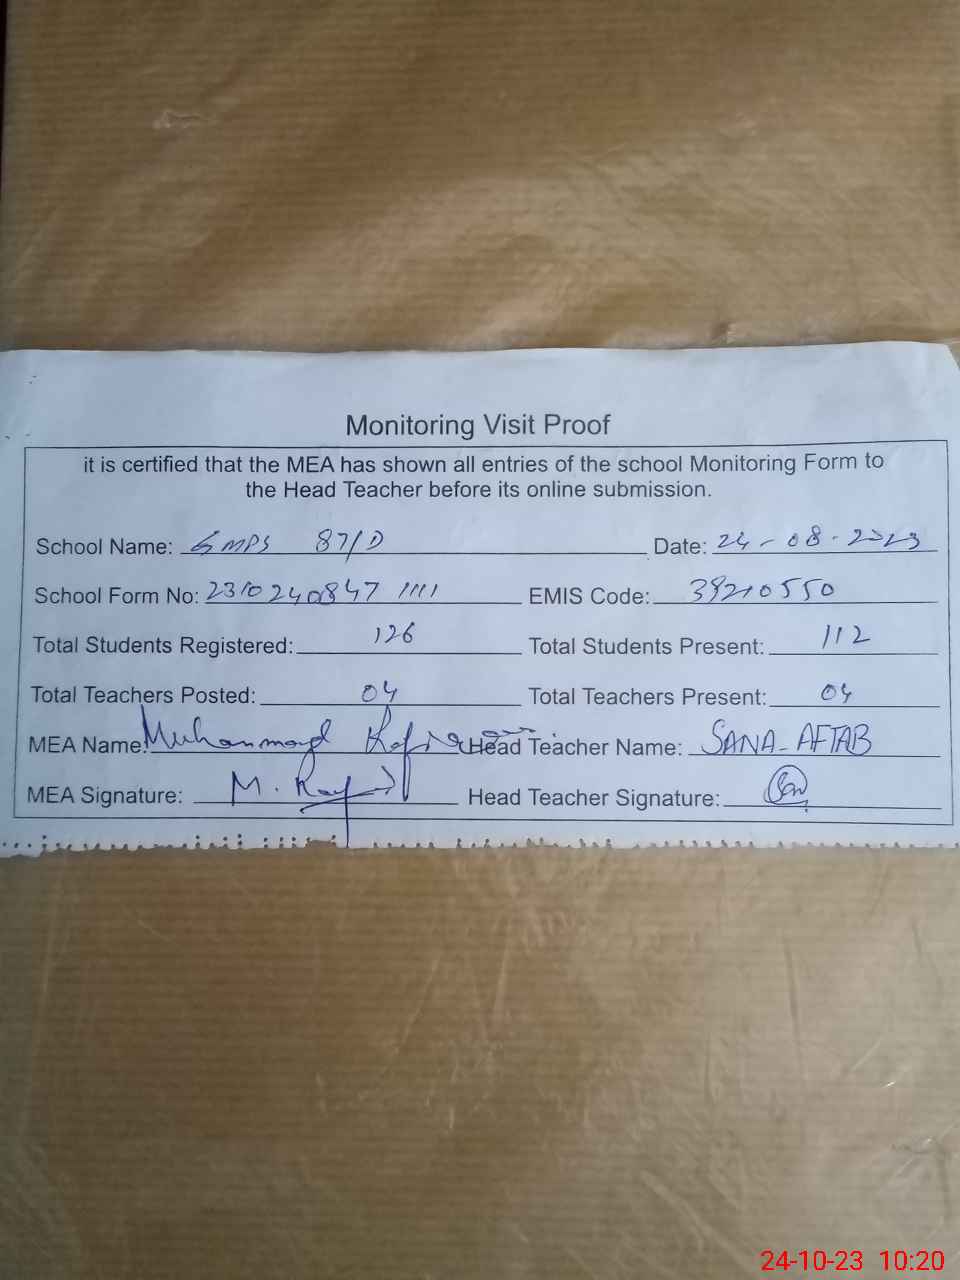 Monitoring Visit Proof
it is certified that the MEA has shown all entries of the school Monitoring Form to
the Head Teacher before its online submission.
School Name: GMPS 87/D Date: 24-08-2023
School Form No: 2310240847 1111 EMIS Code: 39210550
Total Students Registered: 126 Total Students Present: 112
Total Teachers Posted: 04 Total Teachers Present: 04
MEA Name: Muhammad Head Teacher Name: SANA-AFTAB
MEA Signature: M. Head Teacher Signature:
24-10-23 10:20